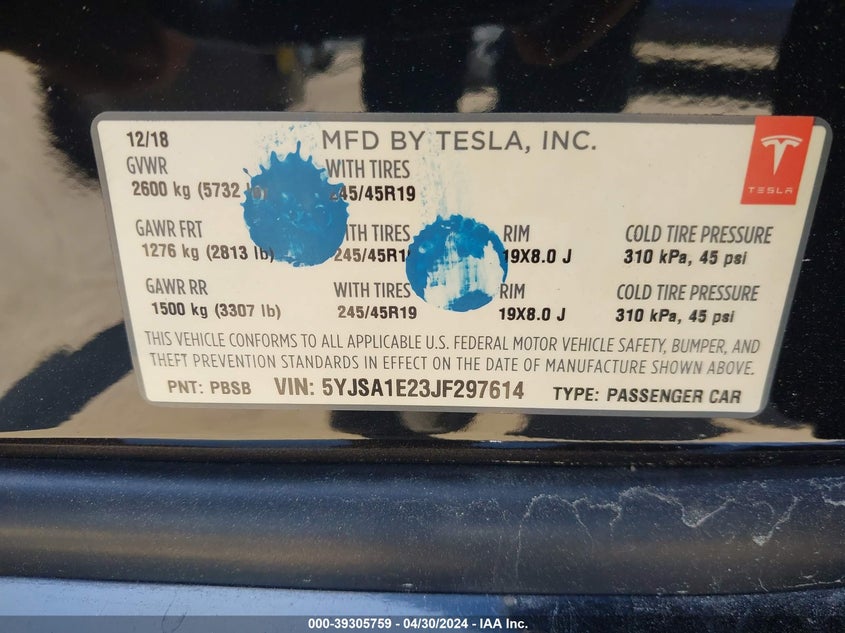 12/18 MFD BY TESLA, INC.
GVWR WITH TIRES
2600 kg (5732 245/45R19
TESLA
GAWR FRT WITH TIRES RIM COLD TIRE PRESSURE
1276 kg (2813 lb) 245/45R1 19X8.0 J 310 kPa, 45 psi
GAWR RR WITH TIRES RIM COLD TIRE PRESSURE
1500 kg (3307 lb) 245/45R19 19X8.0 J 310 kPa, 45 psi
THIS VEHICLE CONFORMS TO ALL APPLICABLE U.S. FEDERAL MOTOR VEHICLE SAFETY, BUMPER, AND
THEFT PREVENTION STANDARDS IN EFFECT ON THE DATE OF MANUFACTURE SHOWN ABOVE.
PNT: PBSB VIN: 5YJSA1E23JF297614 TYPE: PASSENGER CAR
000-39305759 - 04/30/2024 - IAA Inc.